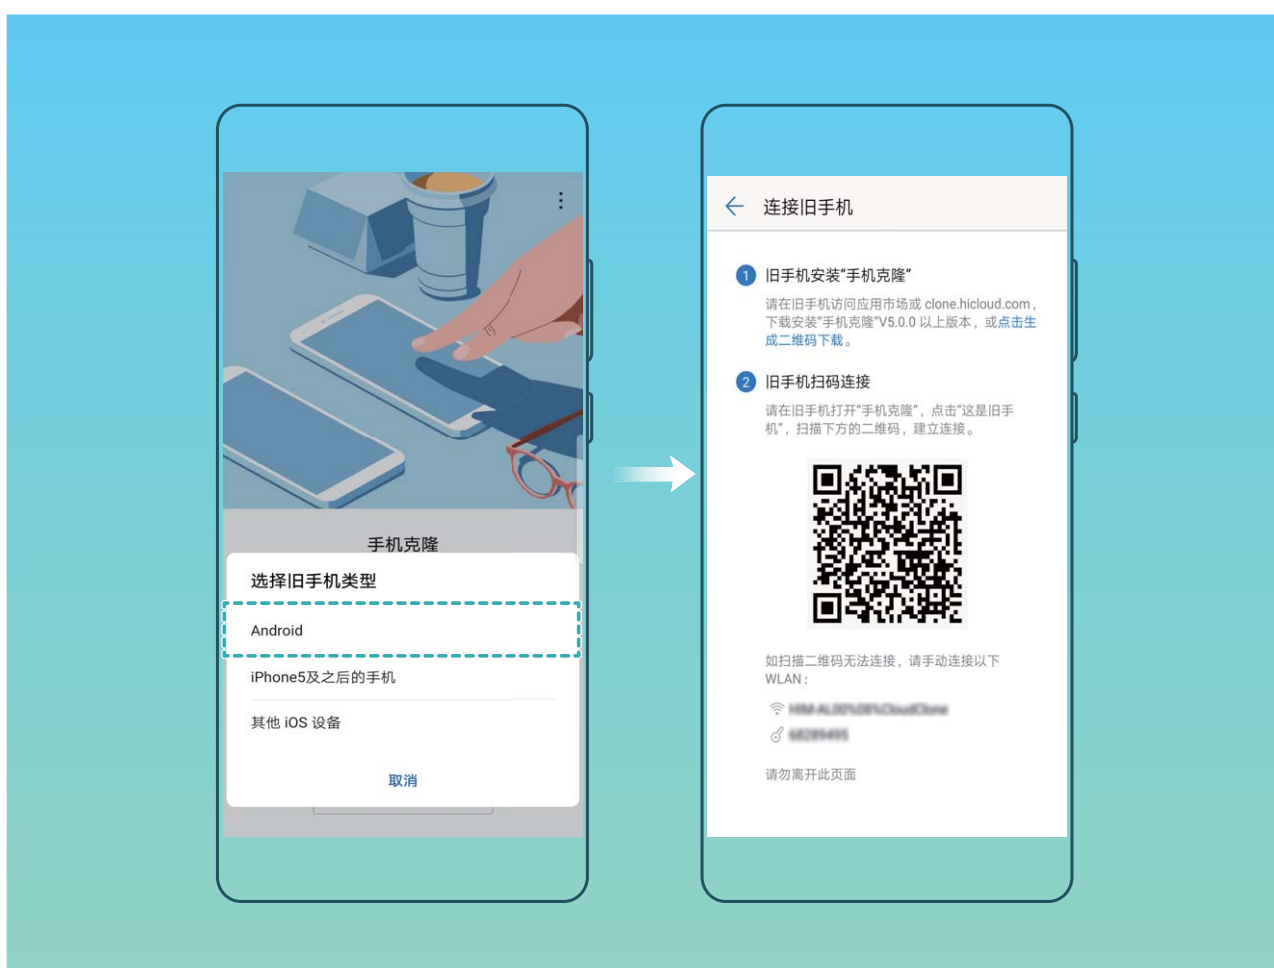 手机克隆
选择旧手机类型
Android
iPhone5及之后的手机
其他 iOS 设备
取消
连接旧手机
1 旧手机安装“手机克隆”
请在旧手机访问应用市场或 clone.hicloud.com，
下载安装“手机克隆”V5.0.0 以上版本，或点击生
成二维码下载。
2 旧手机扫码连接
请在旧手机打开“手机克隆”，点击“这是旧手
机”，扫描下方的二维码，建立连接。
如扫描二维码无法连接，请手动连接以下
WLAN：
请勿离开此页面